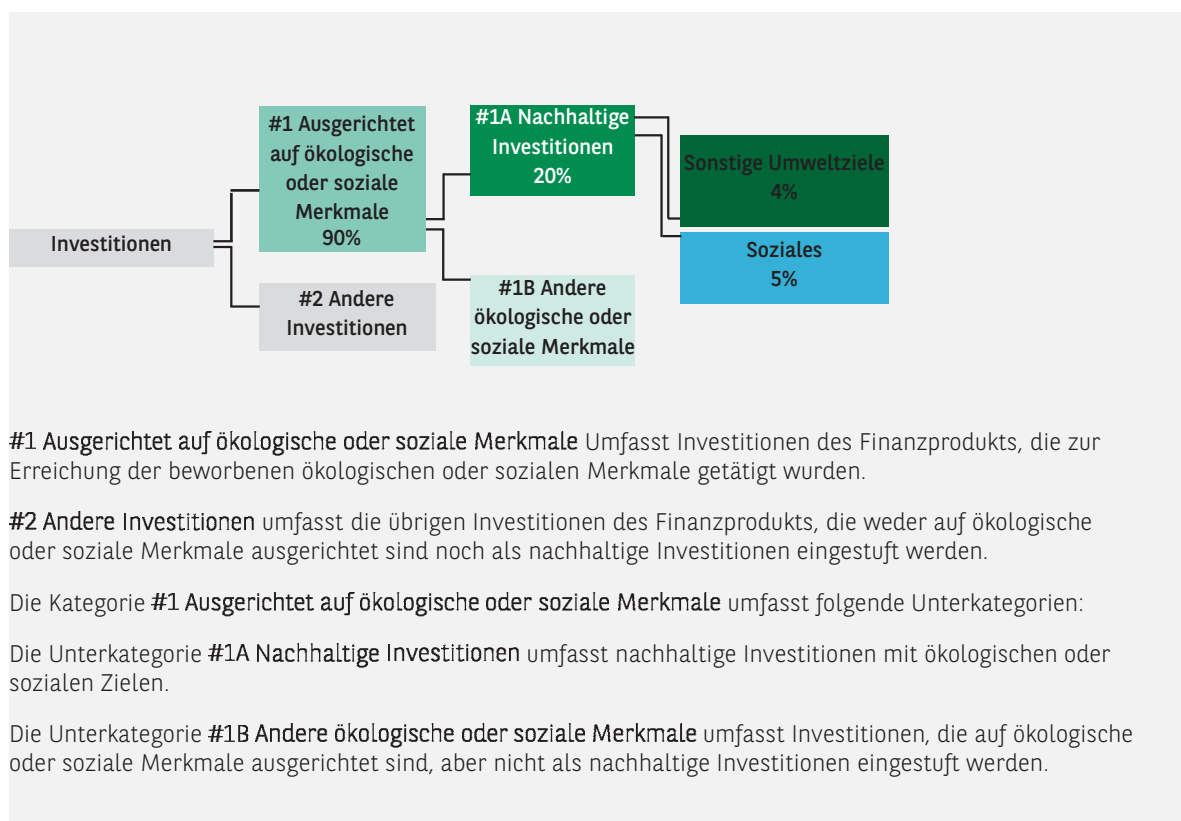 #1 Ausgerichtet
auf ökologische
oder soziale
Merkmale
90%
#1A Nachhaltige
Investitionen
20%
Sonstige Umweltziele
4%
Investitionen
Soziales
5%
#2 Andere
Investitionen
#1B Andere
ökologische oder
soziale Merkmale
#1 Ausgerichtet auf ökologische oder soziale Merkmale Umfasst Investitionen des Finanzprodukts, die zur
Erreichung der beworbenen ökologischen oder sozialen Merkmale getätigt wurden.
#2 Andere Investitionen umfasst die übrigen Investitionen des Finanzprodukts, die weder auf ökologische
oder soziale Merkmale ausgerichtet sind noch als nachhaltige Investitionen eingestuft werden.
Die Kategorie #1 Ausgerichtet auf ökologische oder soziale Merkmale umfasst folgende Unterkategorien:
Die Unterkategorie #1A Nachhaltige Investitionen umfasst nachhaltige Investitionen mit ökologischen oder
sozialen Zielen.
Die Unterkategorie #1B Andere ökologische oder soziale Merkmale umfasst Investitionen, die auf ökologische
oder soziale Merkmale ausgerichtet sind, aber nicht als nachhaltige Investitionen eingestuft werden.